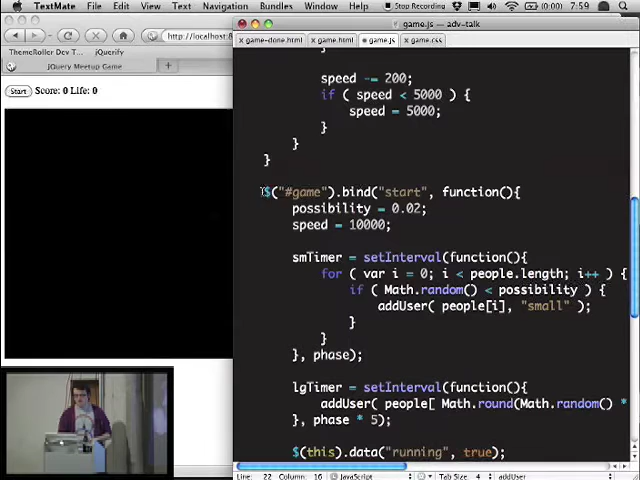 TextMate File Edit View Text Navigation Bundles Window Help Stop Recording (0:00) 7:59
game.js — adv-talk
ThemeRoller Dev T... jQuerify
http://localhost:8
jQuery Meetup Game
game-done.html game.html game.js game.css
Start Score: 0 Life: 0
speed -= 200;
if ( speed < 5000 ) {
speed = 5000;
}
}
}
$("#game").bind("start", function(){
possibility = 0.02;
speed = 10000;
smTimer = setInterval(function(){
for ( var i = 0; i < people.length; i++ ) {
if ( Math.random() < possibility ) {
addUser( people[i], "small" );
}
}
}, phase);
lgTimer = setInterval(function(){
addUser( people[ Math.round(Math.random() *
}, phase * 5);
$(this).data("running", true);
Line: 22 Column: 16 JavaScript Tab Size: 4 addUser